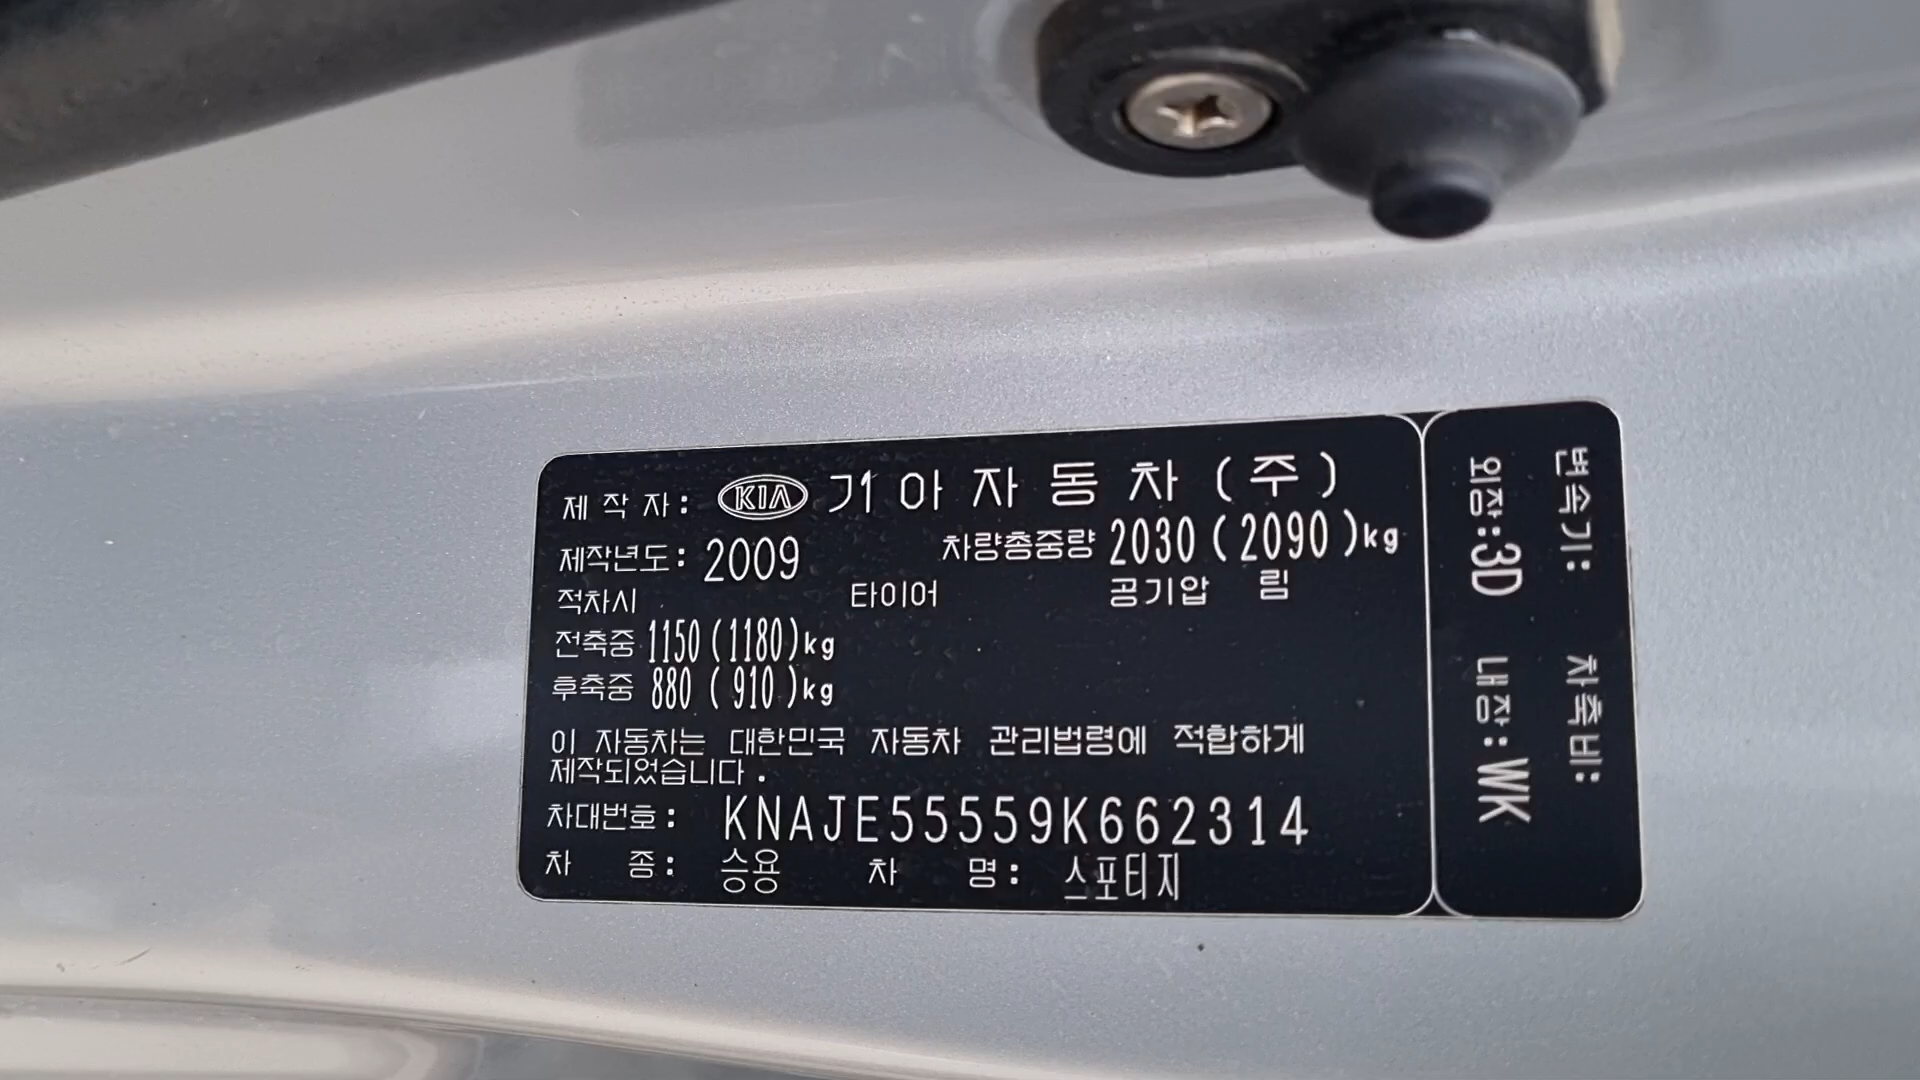 제 작 자: KIA 기 아 자 동 차 (주)
제작년도: 2009 차량총중량 2030 (2090)kg
적차시 타이어 공기압 림
전축중 1150 (1180)kg
후축중 880 (910)kg
이 자동차는 대한민국 자동차 관리법령에 적합하게
제작되었습니다.
차대번호: KNAJE55559K662314
차 종: 승용 차 명: 스포티지
변속기: 차축비:
외장:3D 내장:WK